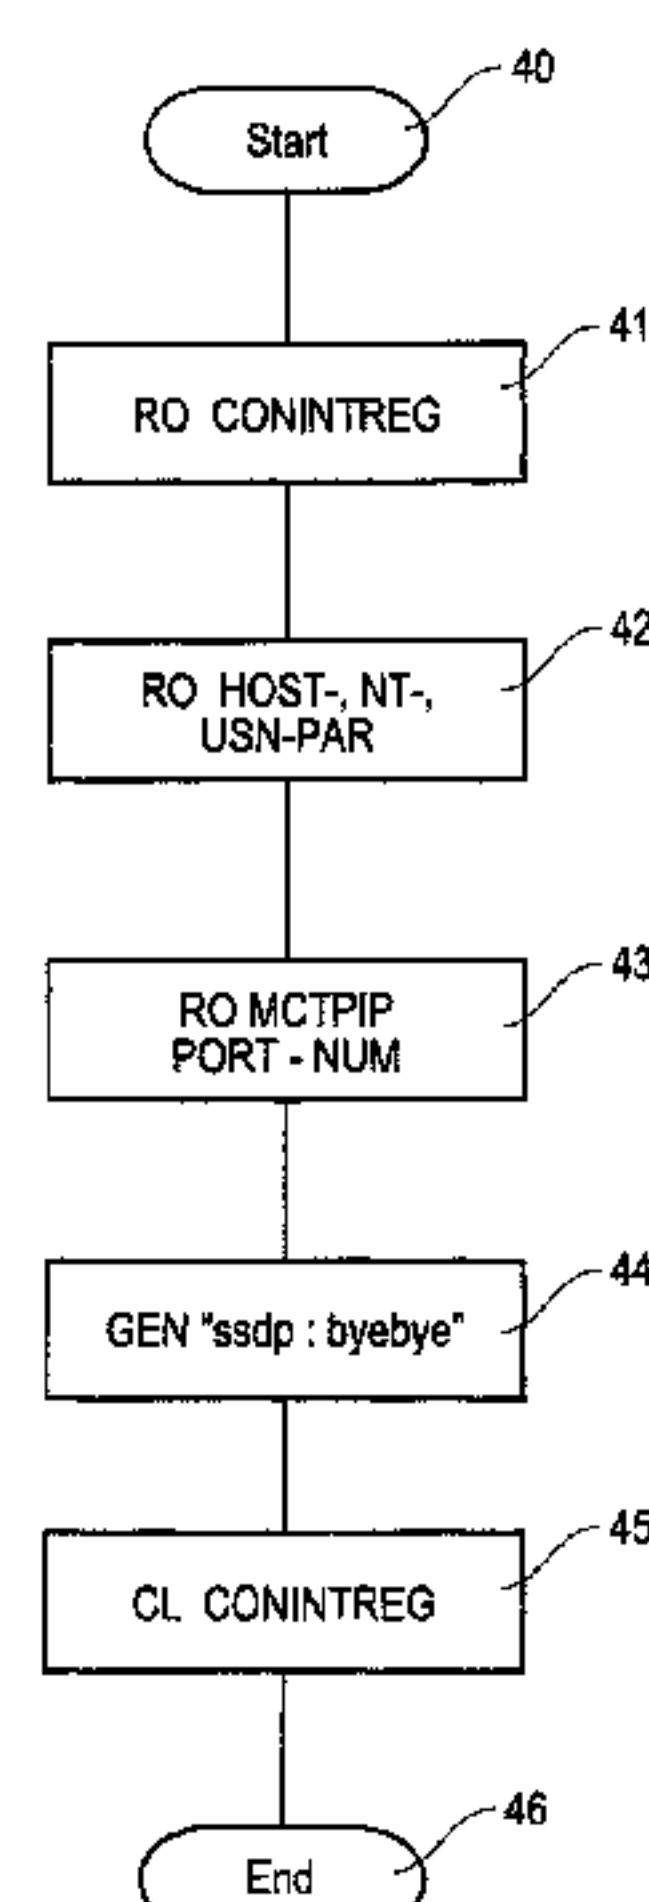 40
Start
41
RO CONINTREG
42
RO HOST-, NT-,
USN-PAR
43
RO MCTPIP
PORT - NUM
44
GEN "ssdp : byebye"
45
CL CONINTREG
46
End